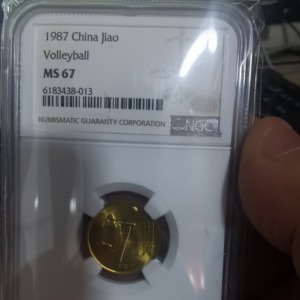 1987 China Jiao
Volleyball
MS 67
6183438-013
NUMISMATIC GUARANTY CORPORATION
NGC